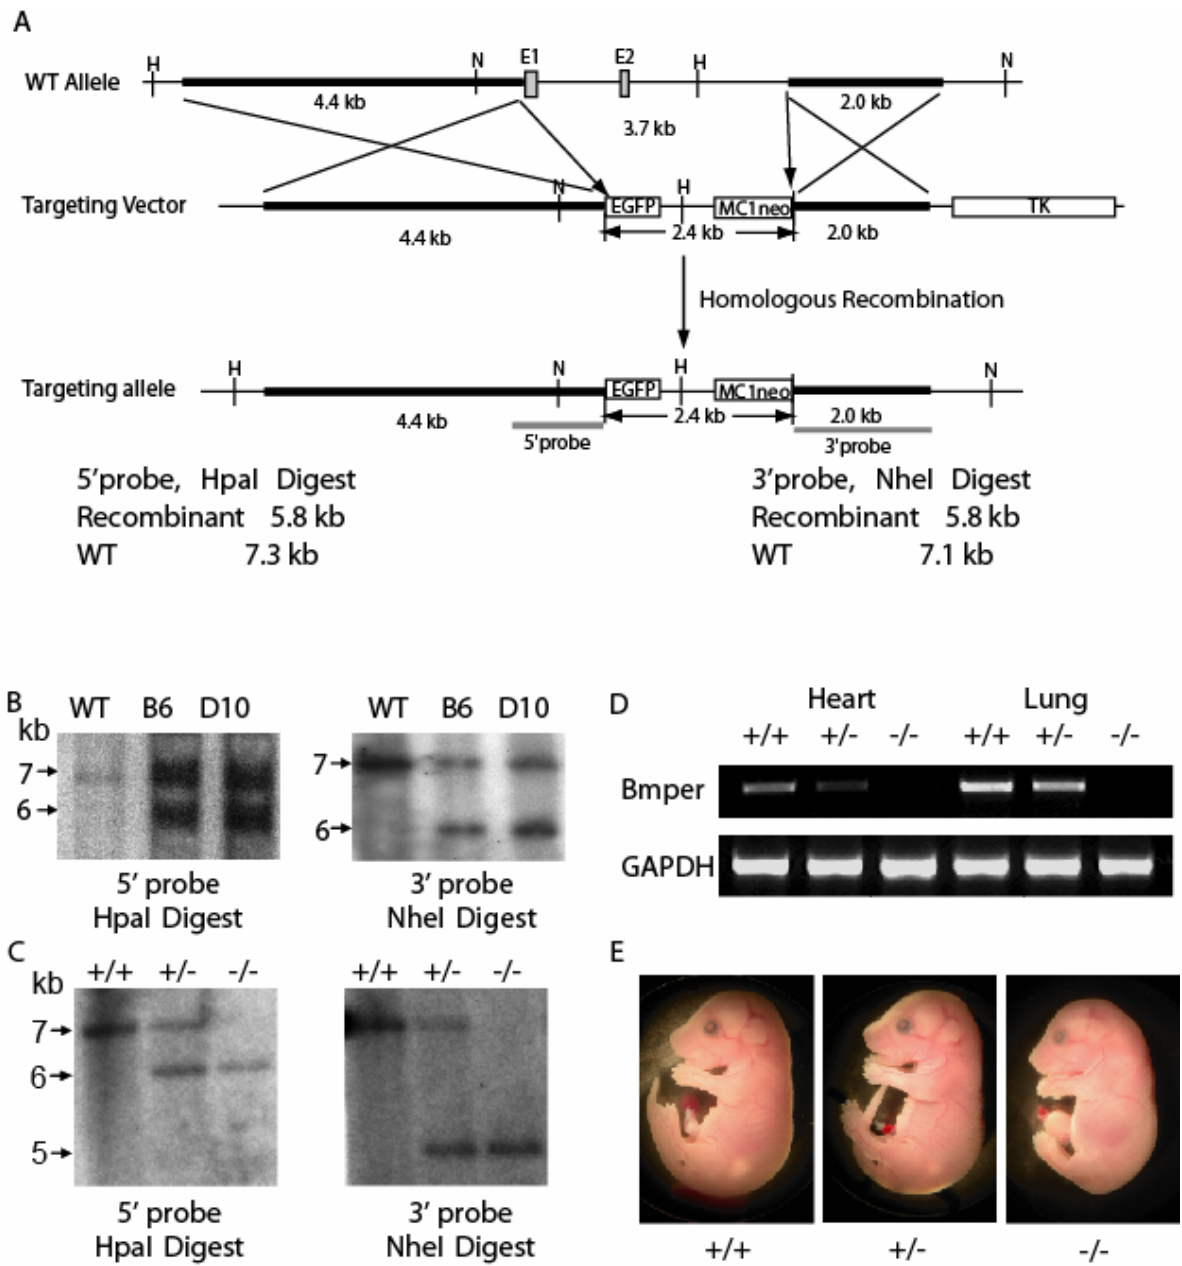 A
H N E1 E2 H N
WT Allele
4.4 kb 2.0 kb
3.7 kb
N H
Targeting Vector EGFP MC1neo TK
4.4 kb 2.4 kb 2.0 kb
Homologous Recombination
H N H N
Targeting allele EGFP MC1neo
4.4 kb 2.4 kb 2.0 kb
5'probe 3'probe
5'probe, HpaI Digest
Recombinant 5.8 kb
WT 7.3 kb
3'probe, NheI Digest
Recombinant 5.8 kb
WT 7.1 kb
B
WT B6 D10 WT B6 D10
kb
7 7
6 6
5' probe 3' probe
HpaI Digest NheI Digest
C
+/+ +/- -/- +/+ +/- -/-
kb
7
6
5
5' probe 3' probe
HpaI Digest NheI Digest
D
Heart Lung
+/+ +/- -/- +/+ +/- -/-
Bmper
GAPDH
E
+/+ +/- -/-